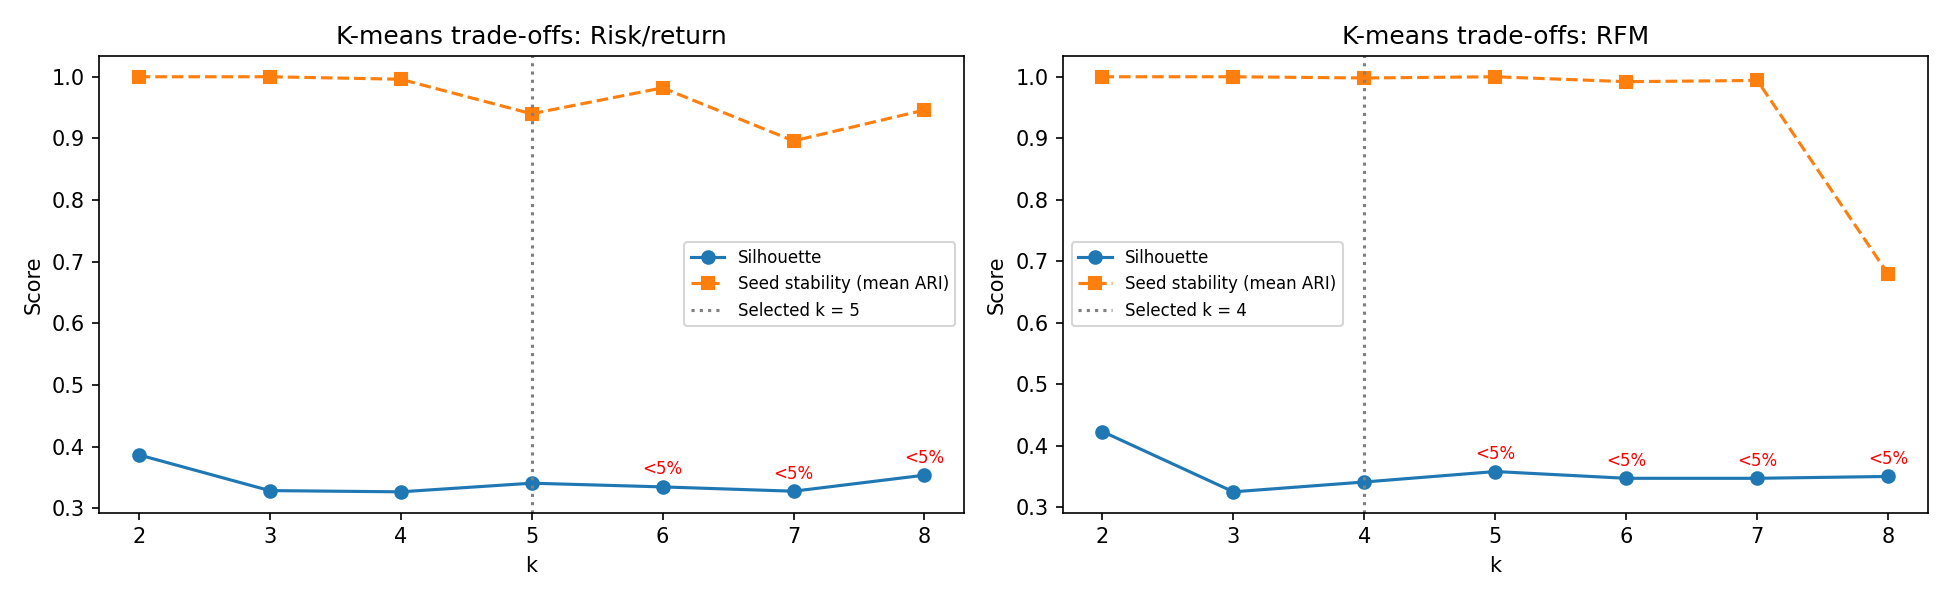 K-means trade-offs: Risk/return
Score
1.0
0.9
0.8
0.7
0.6
0.5
0.4
0.3
Silhouette
Seed stability (mean ARI)
Selected k = 5
<5%
<5%
<5%
2 3 4 5 6 7 8
k
K-means trade-offs: RFM
Score
1.0
0.9
0.8
0.7
0.6
0.5
0.4
0.3
Silhouette
Seed stability (mean ARI)
Selected k = 4
<5%
<5%
<5%
<5%
2 3 4 5 6 7 8
k